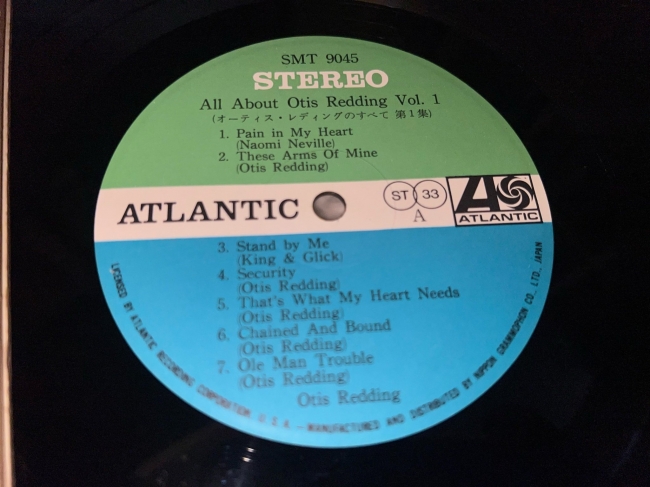 SMT 9045
STEREO
All About Otis Redding Vol. 1
(オーティス・レディングのすべて 第1集)
1. Pain in My Heart
(Naomi Neville)
2. These Arms Of Mine
(Otis Redding)
ATLANTIC
ST 33
A
ATLANTIC
3. Stand by Me
(King & Glick)
4. Security
(Otis Redding)
5. That's What My Heart Needs
(Otis Redding)
6. Chained And Bound
(Otis Redding)
7. Ole Man Trouble
(Otis Redding)
Otis Redding
LICENSED BY ATLANTIC RECORDING CORPORATION U.S.A. - MANUFACTURED AND DISTRIBUTED BY NIPPON GRAMMOPHON CO., LTD., JAPAN